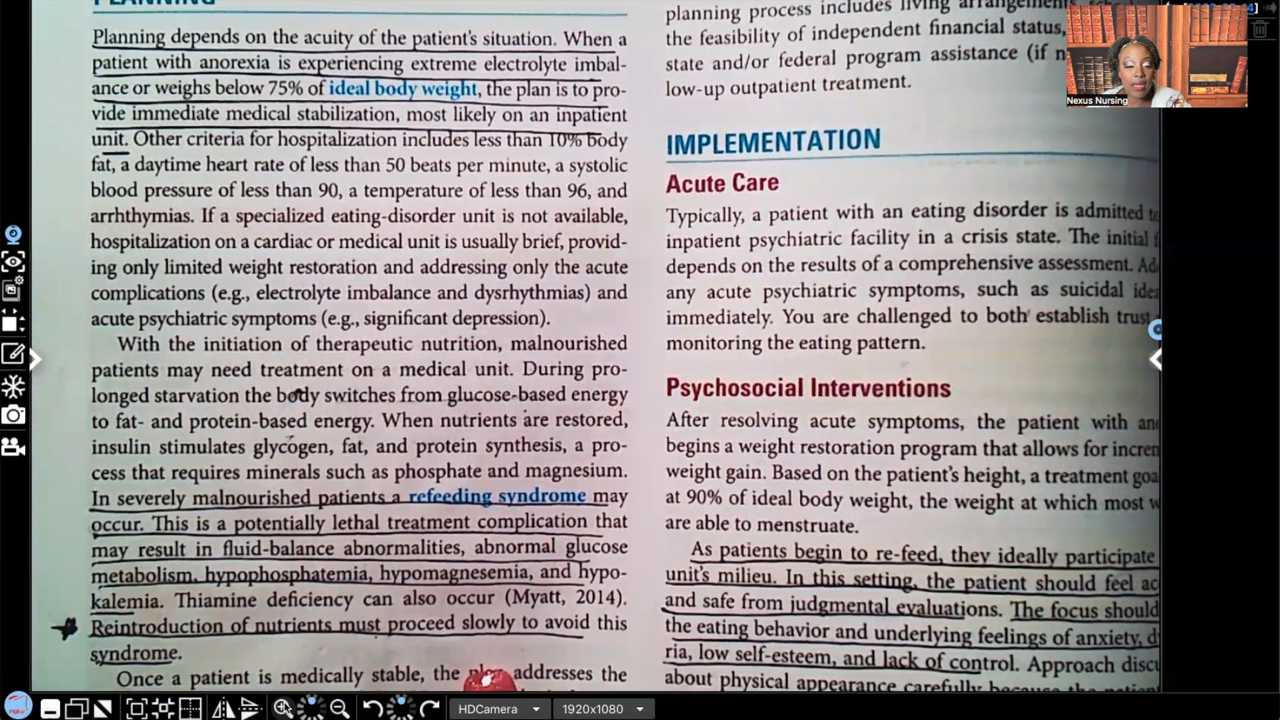 PLANNING
Planning depends on the acuity of the patient's situation. When a
patient with anorexia is experiencing extreme electrolyte imbal-
ance or weighs below 75% of ideal body weight, the plan is to pro-
vide immediate medical stabilization, most likely on an inpatient
unit. Other criteria for hospitalization includes less than 10% body
fat, a daytime heart rate of less than 50 beats per minute, a systolic
blood pressure of less than 90, a temperature of less than 96, and
arrhythmias. If a specialized eating-disorder unit is not available,
hospitalization on a cardiac or medical unit is usually brief, provid-
ing only limited weight restoration and addressing only the acute
complications (e.g., electrolyte imbalance and dysrhythmias) and
acute psychiatric symptoms (e.g., significant depression).
With the initiation of therapeutic nutrition, malnourished
patients may need treatment on a medical unit. During pro-
longed starvation the body switches from glucose-based energy
to fat- and protein-based energy. When nutrients are restored,
insulin stimulates glycogen, fat, and protein synthesis, a pro-
cess that requires minerals such as phosphate and magnesium.
In severely malnourished patients a refeeding syndrome may
occur. This is a potentially lethal treatment complication that
may result in fluid-balance abnormalities, abnormal glucose
metabolism, hypophosphatemia, hypomagnesemia, and hypo-
kalemia. Thiamine deficiency can also occur (Myatt, 2014).
Reintroduction of nutrients must proceed slowly to avoid this
syndrome.
Once a patient is medically stable, the addresses the
planning process includes living arrangements,
the feasibility of independent financial status,
state and/or federal program assistance (if
low-up outpatient treatment.
IMPLEMENTATION
Acute Care
Typically, a patient with an eating disorder is admitted
inpatient psychiatric facility in a crisis state. The initial
depends on the results of a comprehensive assessment.
any acute psychiatric symptoms, such as suicidal
immediately. You are challenged to both establish trust
monitoring the eating pattern.
Psychosocial Interventions
After resolving acute symptoms, the patient with
begins a weight restoration program that allows for
weight gain. Based on the patient's height, a treatment
at 90% of ideal body weight, the weight at which most
are able to menstruate.
As patients begin to re-feed, they ideally participate
unit's milieu. In this setting, the patient should feel
and safe from judgmental evaluations. The focus should
the eating behavior and underlying feelings of anxiety,
ria, low self-esteem, and lack of control. Approach
about physical appearance carefully because the
Nexus Nursing
HDCamera
1920x1080